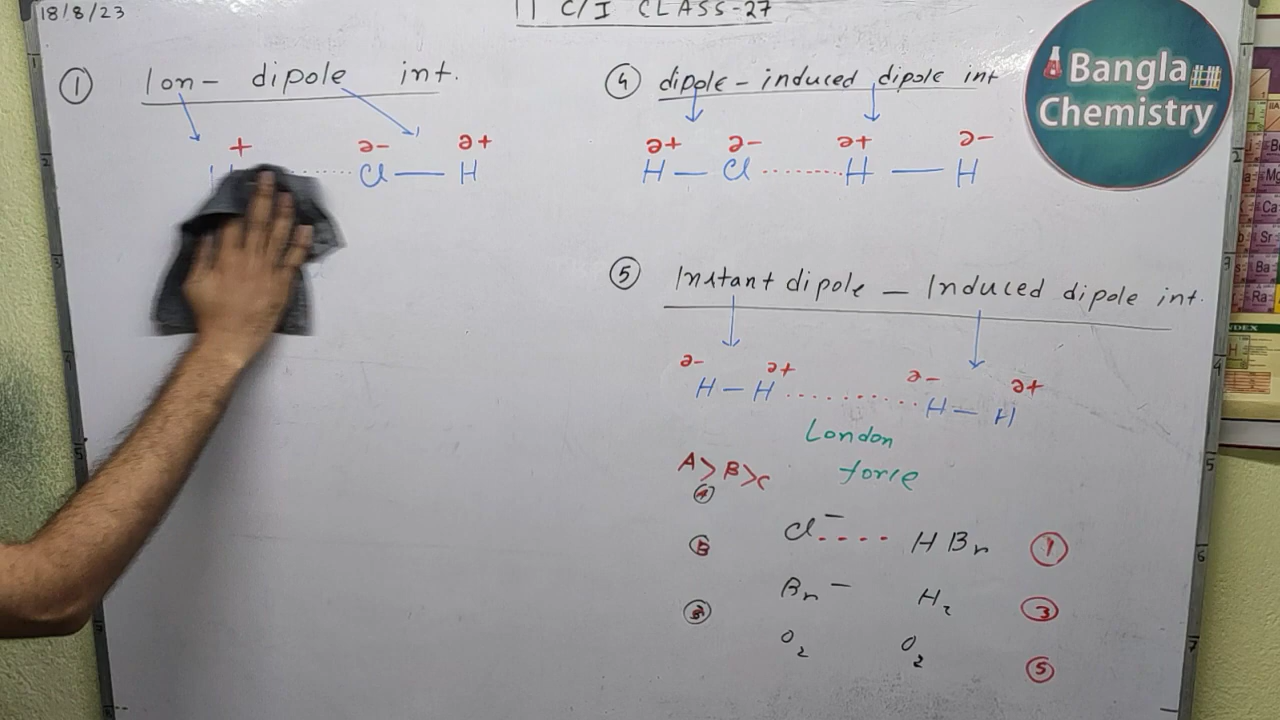 18/8/23
11 C/I CLASS-27
Bangla
Chemistry
① Ion - dipole int.
+ ∂- ∂+
Cl — H
④ dipole - induced dipole int
∂+ ∂- ∂+ ∂-
H — Cl ........ H — H
⑤ Instant dipole — Induced dipole int.
∂- ∂+ ∂- ∂+
H - H .......... H - H
London
force
A > B > C
Cl⁻ .... HBr ①
Br⁻ H₂ ③
O₂ O₂ ⑤